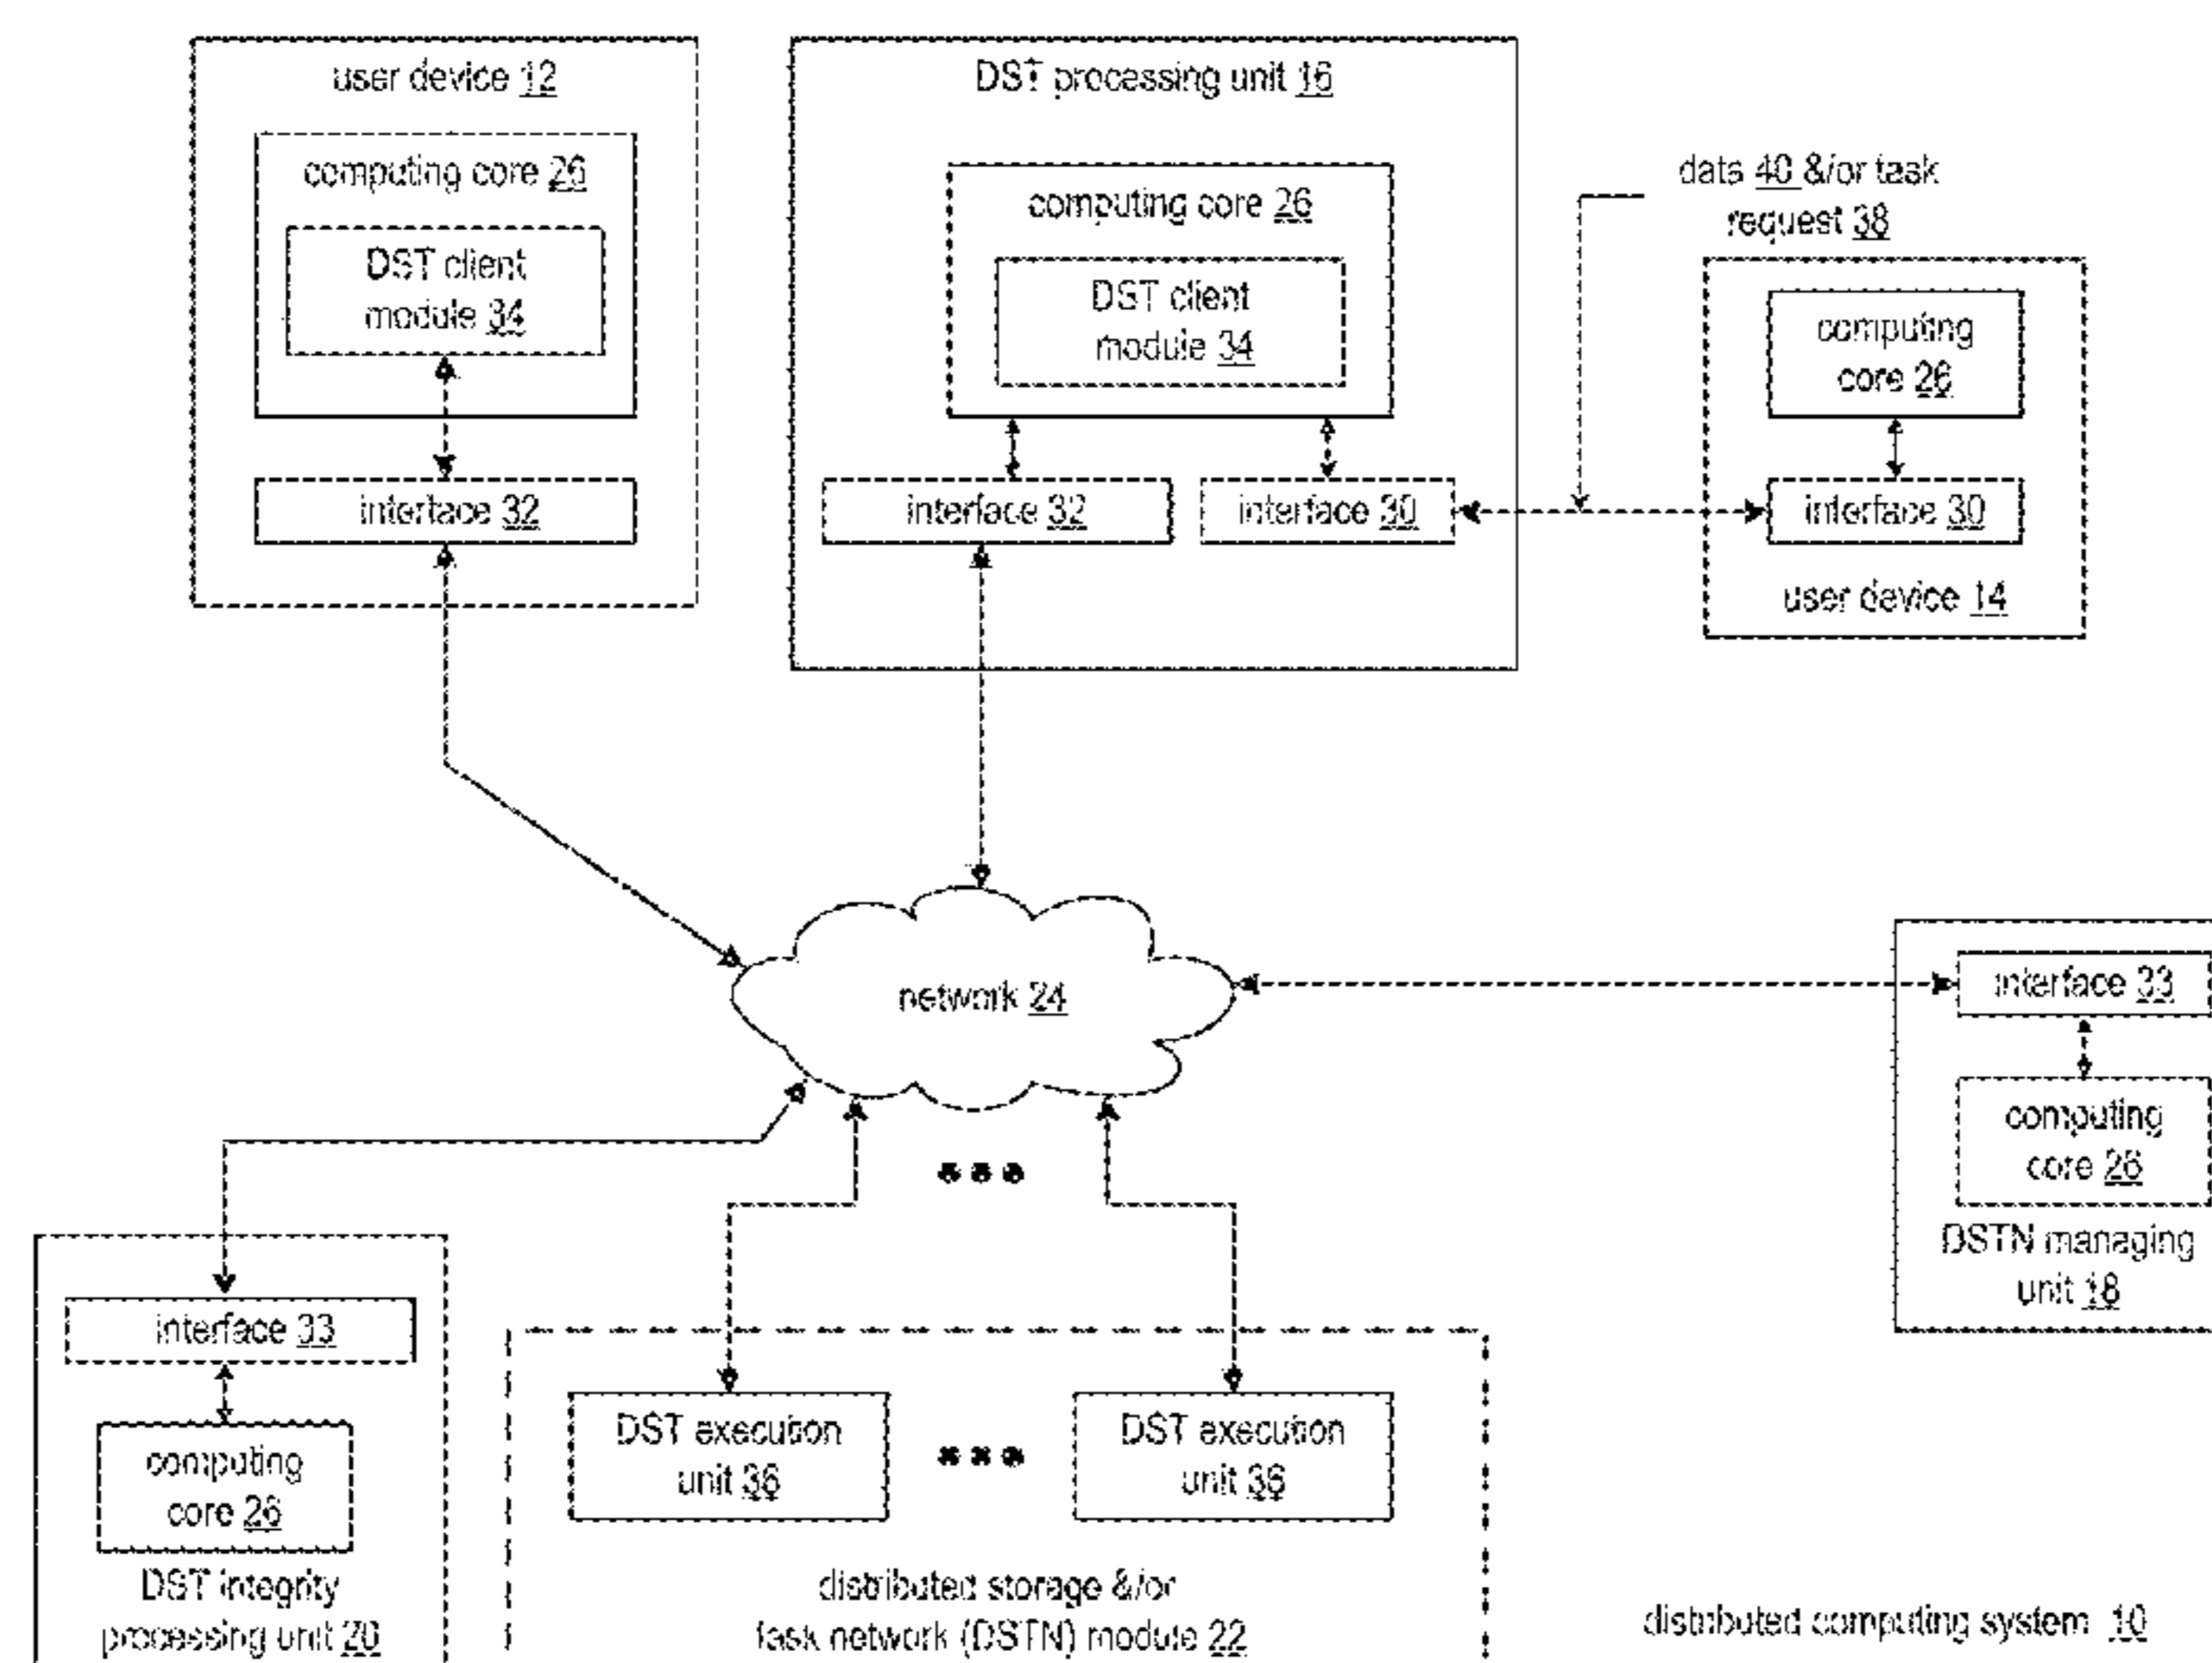 user device 12
computing core 26
DST client
module 34
interface 32
DST processing unit 16
computing core 26
DST client
module 34
interface 32
interface 30
data 40 &/or task
request 38
computing
core 26
interface 30
user device 14
network 24
interface 33
computing
core 26
DSTN managing
unit 18
interface 33
computing
core 26
DST integrity
processing unit 20
DST execution
unit 36
DST execution
unit 36
distributed storage &/or
task network (DSTN) module 22
distributed computing system 10